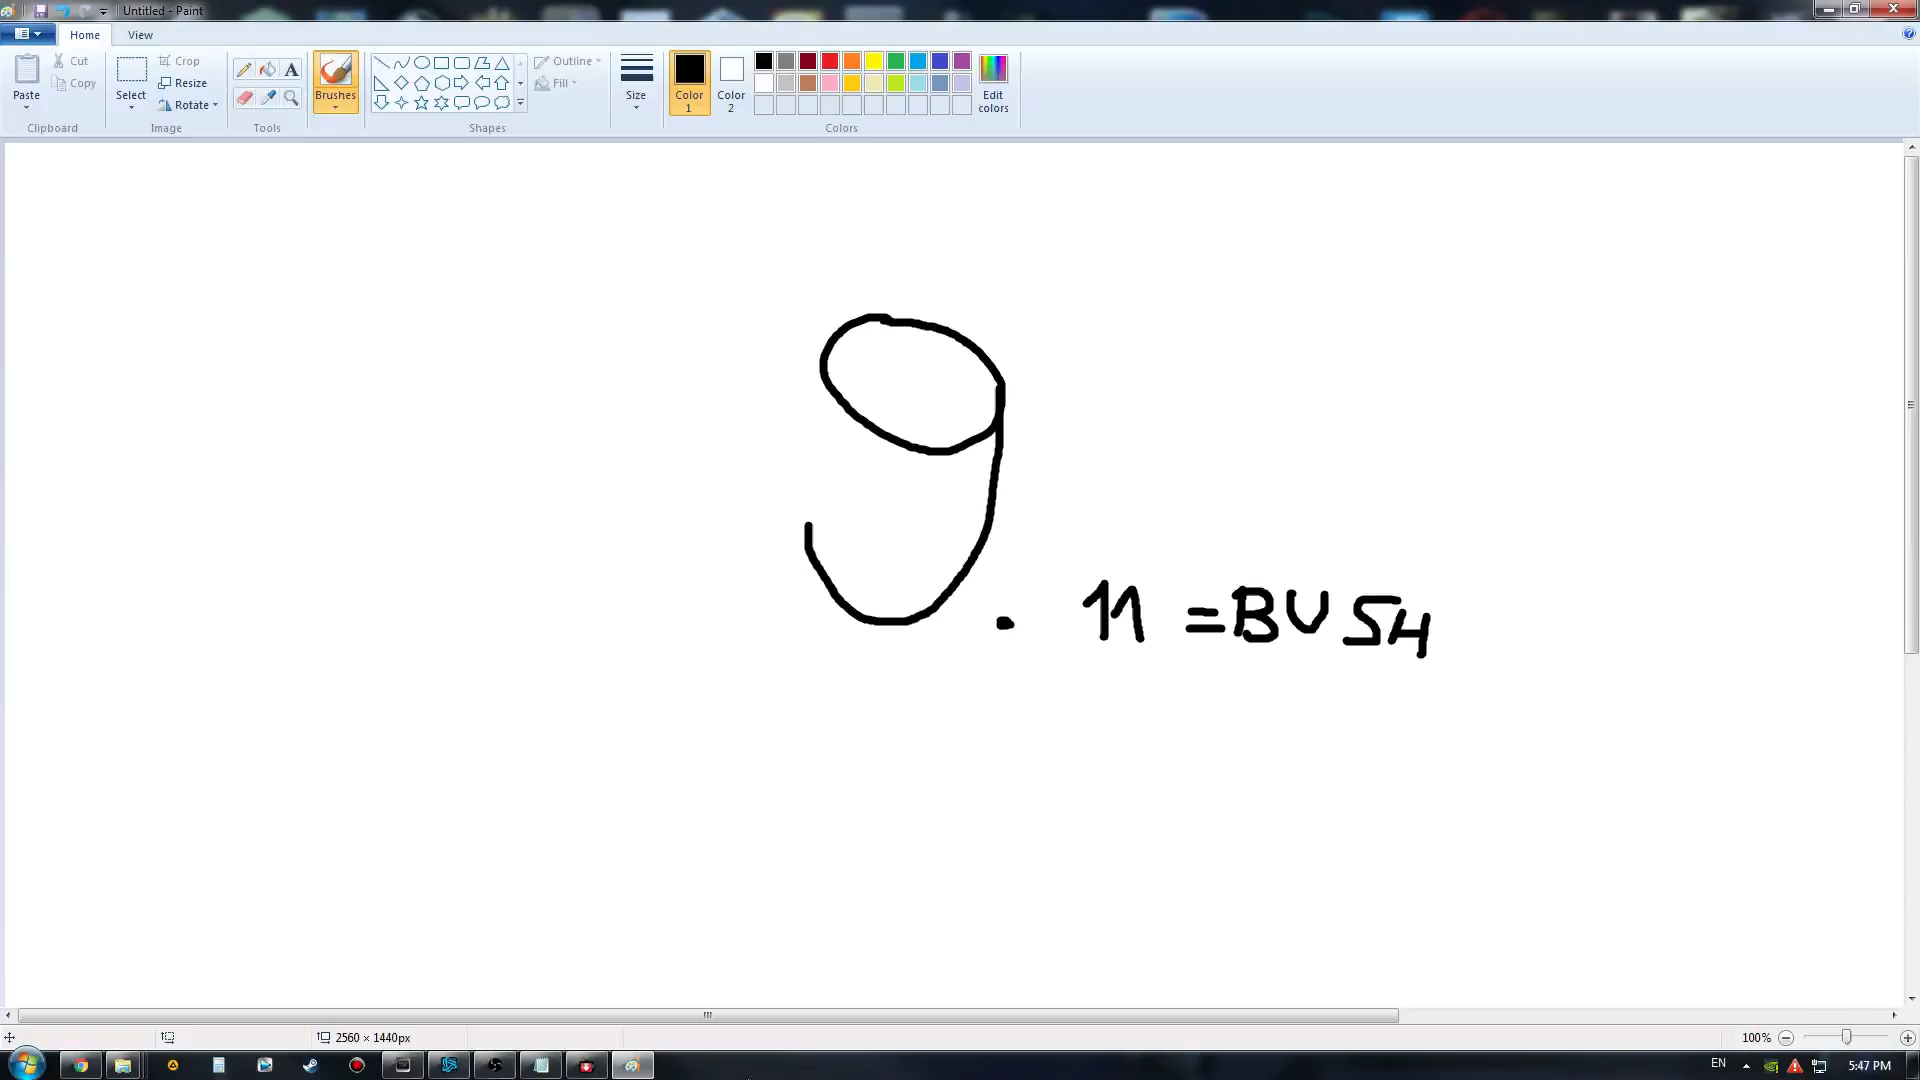 Untitled - Paint
Home View
Paste
Cut
Copy
Clipboard
Select
Crop
Resize
Rotate
Image
A
Tools
Brushes
Shapes
Outline
Fill
Size
Color 1
Color 2
Edit colors
Colors
9. 11 =BUSH
2560 × 1440px
100%
EN
5:47 PM